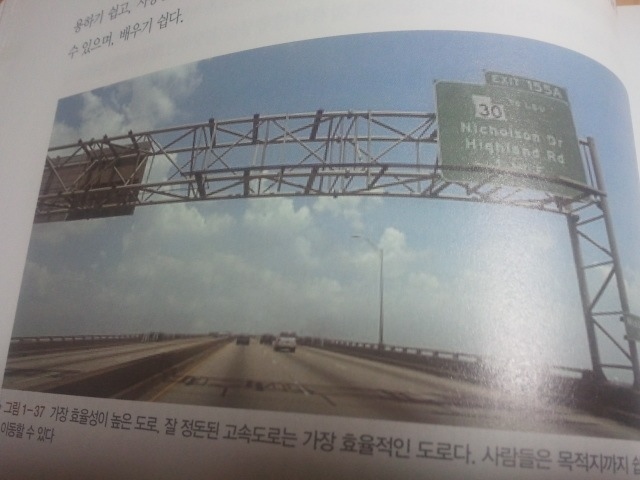 용하기 쉽고,
수 있으며, 배우기 쉽다.
EXIT 155A
30
Nicholson Dr
Highland Rd
그림 1-37 가장 효율성이 높은 도로, 잘 정돈된 고속도로는 가장 효율적인 도로다. 사람들은 목적지까지
이동할 수 있다